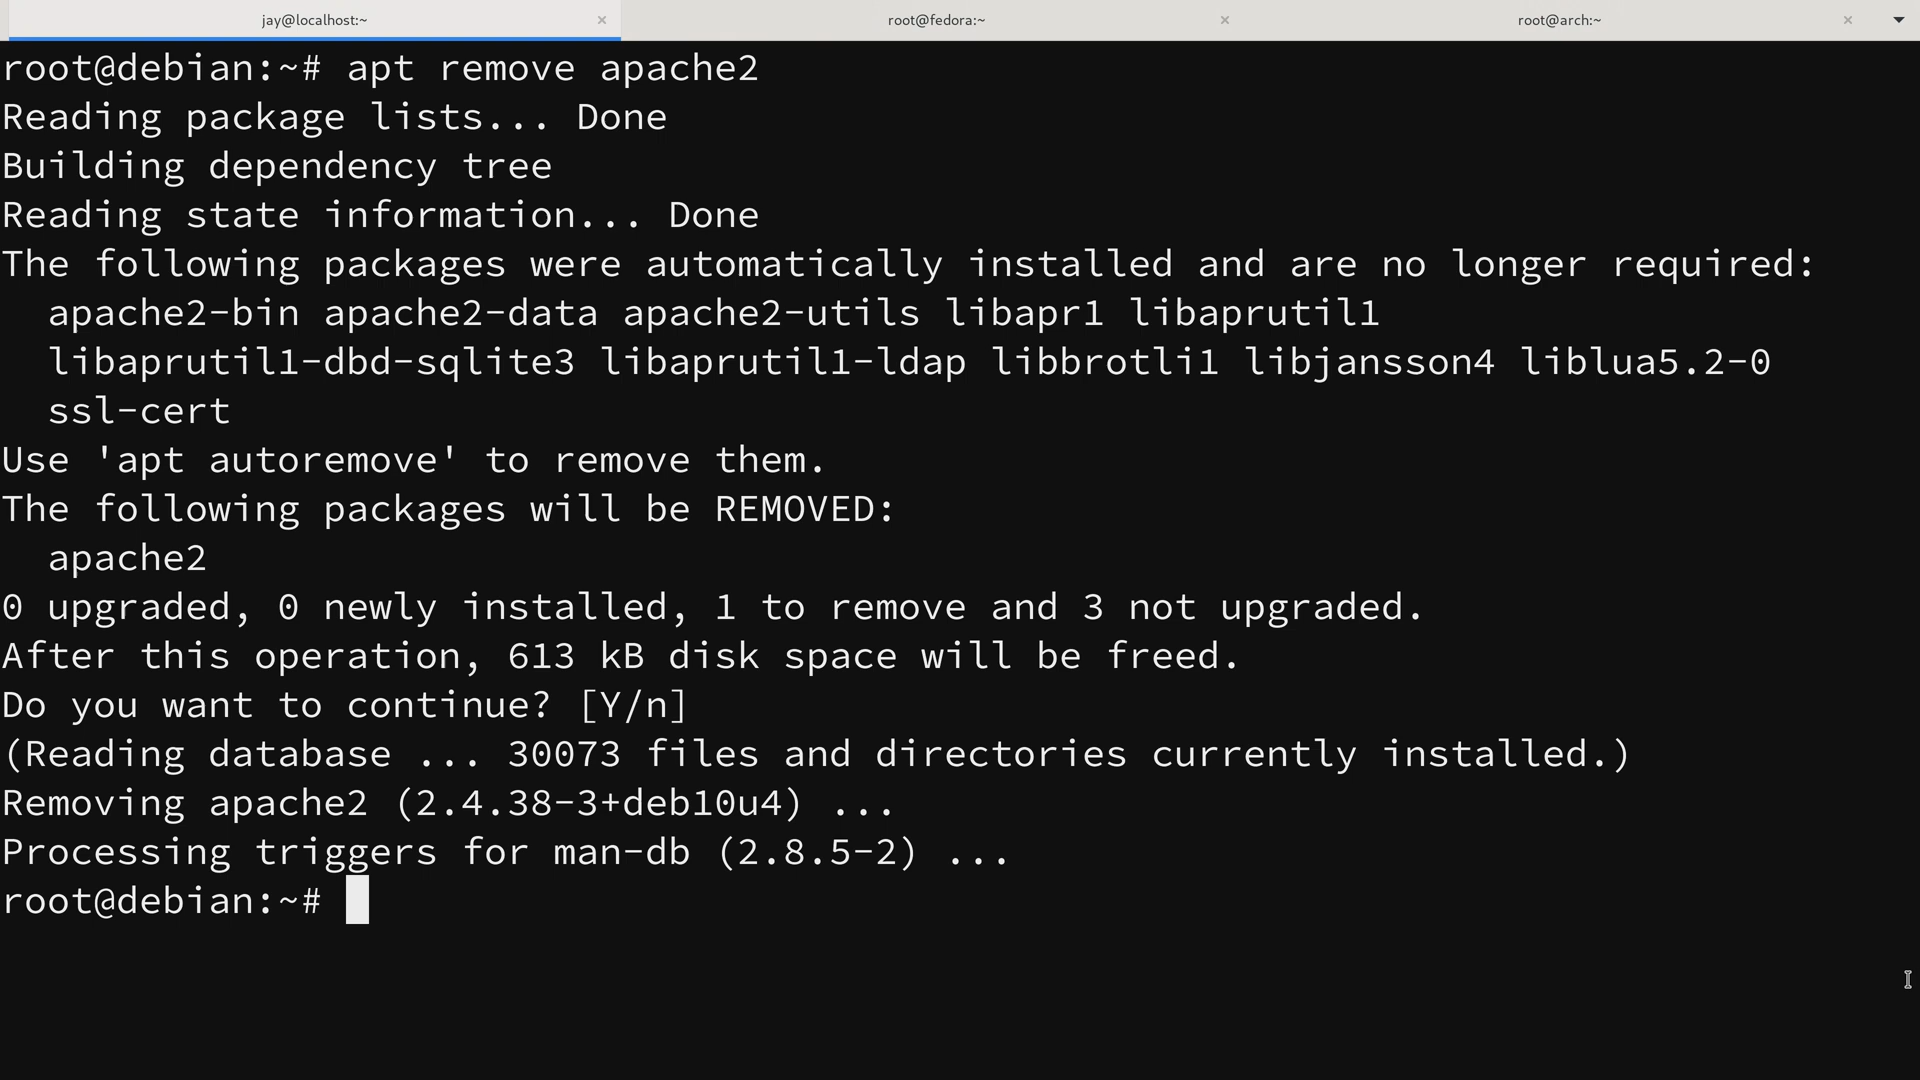 jay@localhost:~ × root@fedora:~ × root@arch:~ ×
root@debian:~# apt remove apache2
Reading package lists... Done
Building dependency tree
Reading state information... Done
The following packages were automatically installed and are no longer required:
  apache2-bin apache2-data apache2-utils libapr1 libaprutil1
  libaprutil1-dbd-sqlite3 libaprutil1-ldap libbrotli1 libjansson4 liblua5.2-0
  ssl-cert
Use 'apt autoremove' to remove them.
The following packages will be REMOVED:
  apache2
0 upgraded, 0 newly installed, 1 to remove and 3 not upgraded.
After this operation, 613 kB disk space will be freed.
Do you want to continue? [Y/n]
(Reading database ... 30073 files and directories currently installed.)
Removing apache2 (2.4.38-3+deb10u4) ...
Processing triggers for man-db (2.8.5-2) ...
root@debian:~#